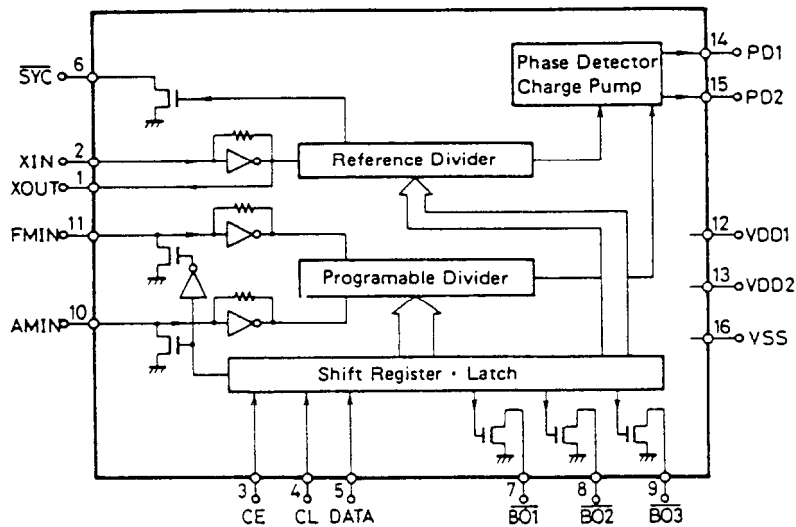 6
SYC
14
PD1
Phase Detector
Charge Pump
15
PD2
2
XIN
Reference Divider
1
XOUT
11
FMIN
12
VDD1
Programable Divider
13
VDD2
10
AMIN
16
VSS
Shift Register · Latch
3
4
5
7
8
9
CE
CL
DATA
BO1
BO2
BO3